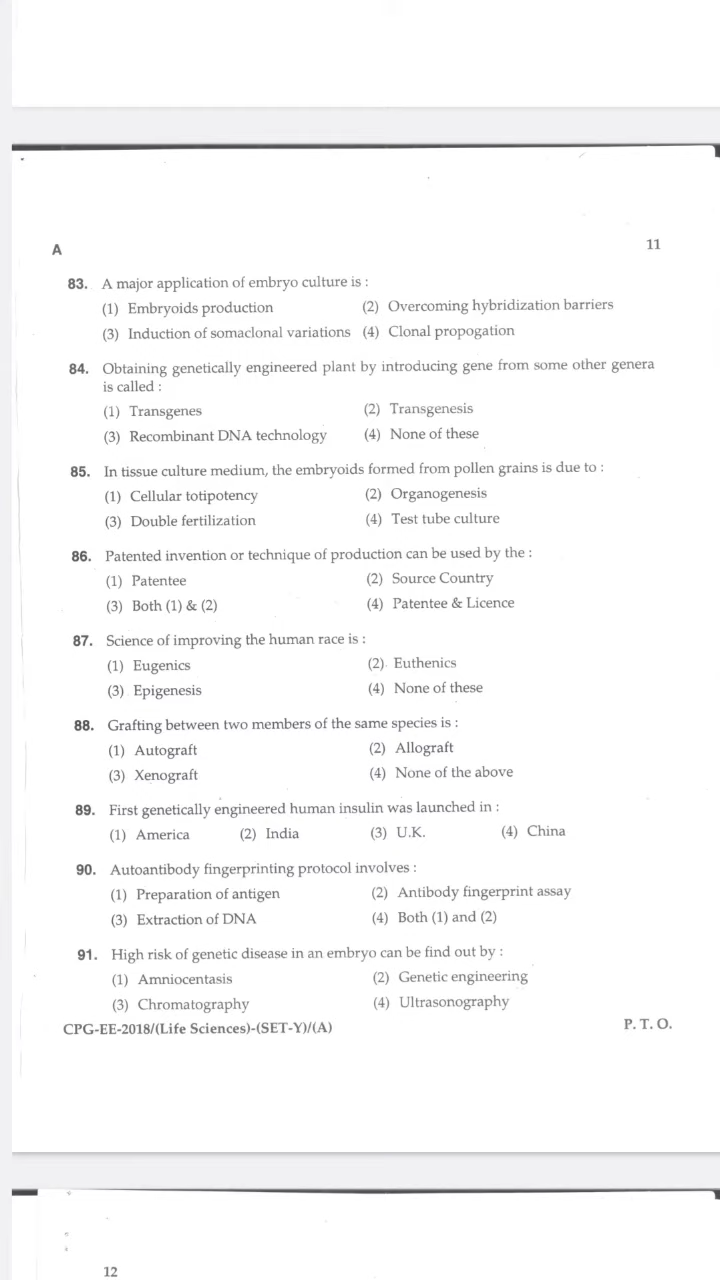 A
11
83. A major application of embryo culture is :
(1) Embryoids production (2) Overcoming hybridization barriers
(3) Induction of somaclonal variations (4) Clonal propogation
84. Obtaining genetically engineered plant by introducing gene from some other genera
is called :
(1) Transgenes (2) Transgenesis
(3) Recombinant DNA technology (4) None of these
85. In tissue culture medium, the embryoids formed from pollen grains is due to :
(1) Cellular totipotency (2) Organogenesis
(3) Double fertilization (4) Test tube culture
86. Patented invention or technique of production can be used by the :
(1) Patentee (2) Source Country
(3) Both (1) & (2) (4) Patentee & Licence
87. Science of improving the human race is :
(1) Eugenics (2) Euthenics
(3) Epigenesis (4) None of these
88. Grafting between two members of the same species is :
(1) Autograft (2) Allograft
(3) Xenograft (4) None of the above
89. First genetically engineered human insulin was launched in :
(1) America (2) India (3) U.K. (4) China
90. Autoantibody fingerprinting protocol involves :
(1) Preparation of antigen (2) Antibody fingerprint assay
(3) Extraction of DNA (4) Both (1) and (2)
91. High risk of genetic disease in an embryo can be find out by :
(1) Amniocentasis (2) Genetic engineering
(3) Chromatography (4) Ultrasonography
CPG-EE-2018/(Life Sciences)-(SET-Y)/(A) P. T. O.
12